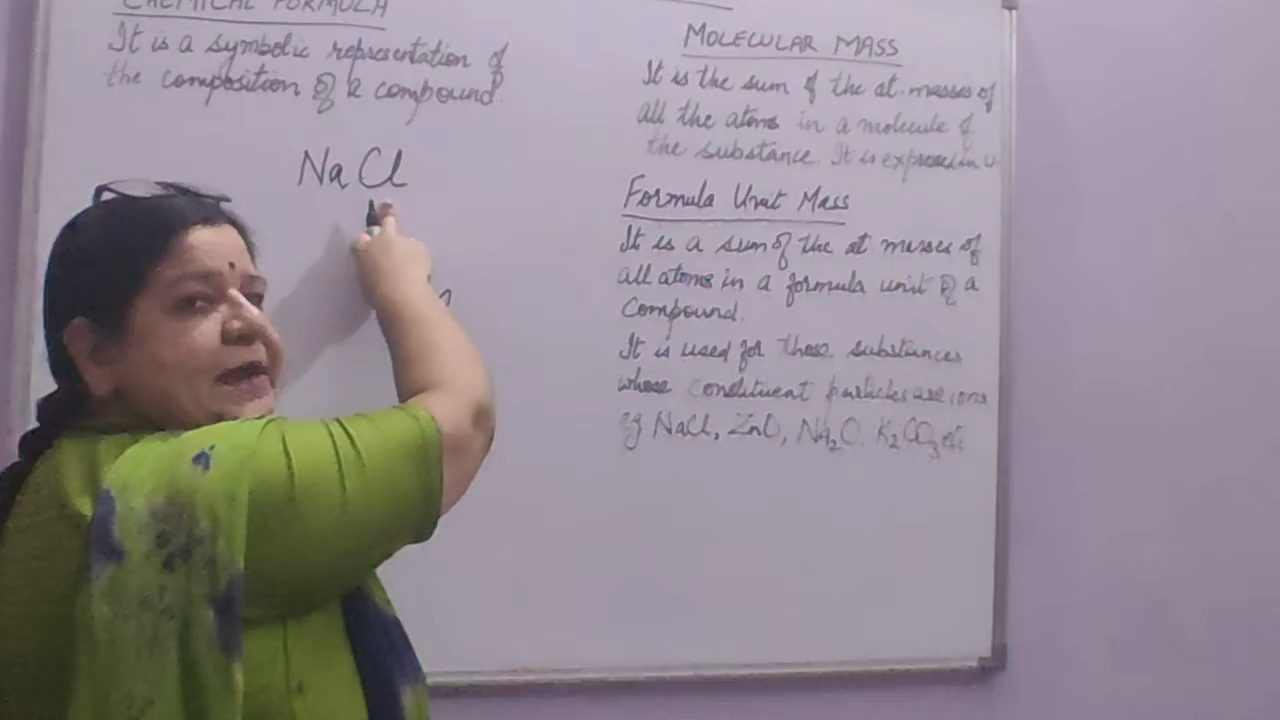 CHEMICAL FORMULA
It is a symbolic representation of
the composition of a compound.
NaCl
MOLECULAR MASS
It is the sum of the at. masses of
all the atoms in a molecule of
the substance. It is expressed in u
Formula Unit Mass
It is a sum of the at masses of
all atoms in a formula unit of a
compound.
It is used for those substances
whose constituent particles are ions
eg NaCl, ZnO, Na2O, K2CO3 etc